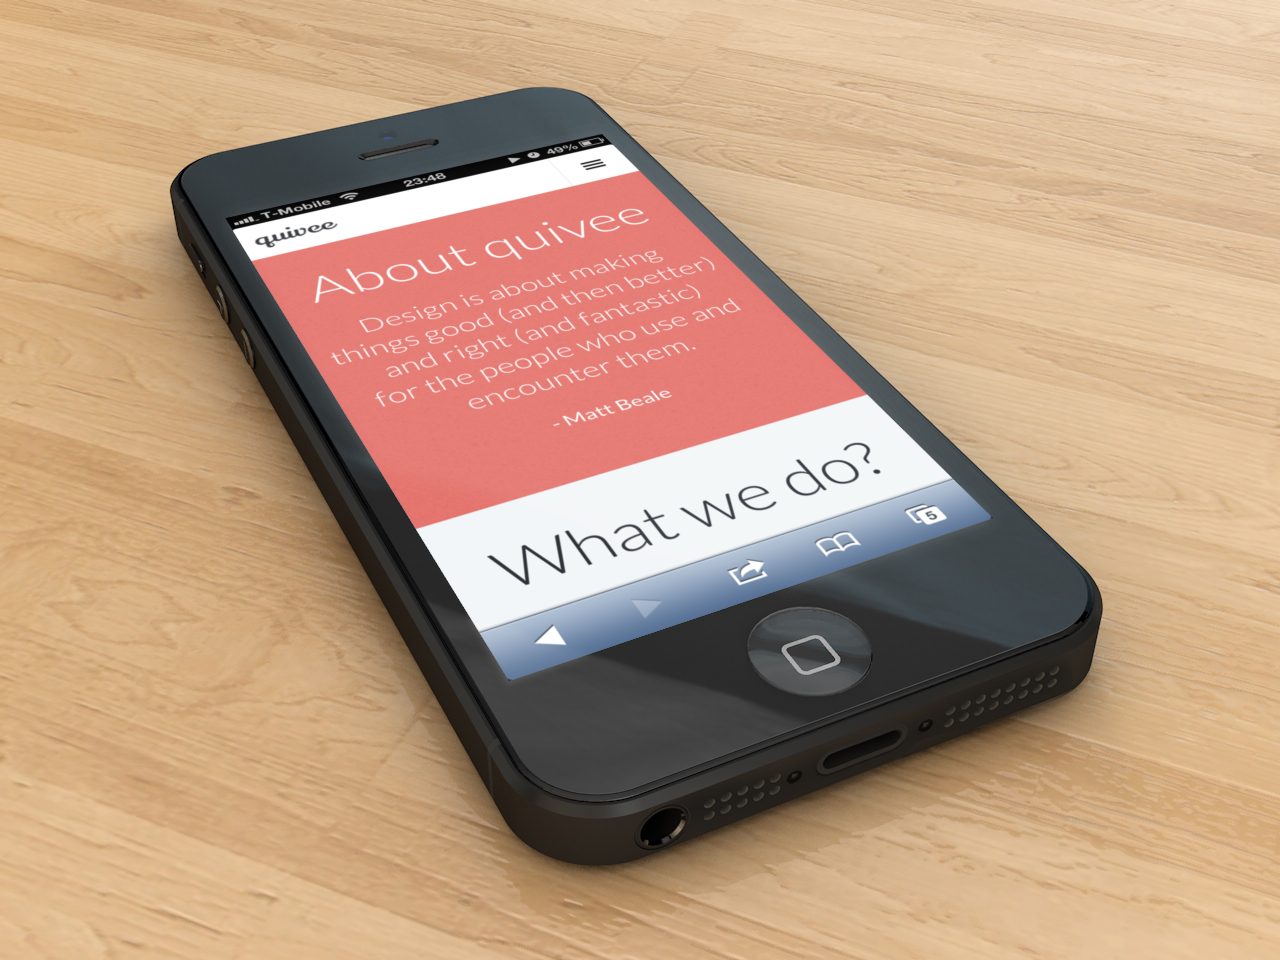 T-Mobile 23:48 49%
quivee
About quivee
Design is about making
things good (and then better)
and right (and fantastic)
for the people who use and
encounter them.
- Matt Beale
What we do?
5